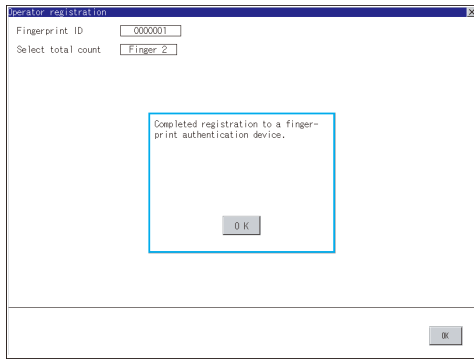 Operator registration
Fingerprint ID 0000001
Select total count Finger 2
Completed registration to a finger-
print authentication device.
OK
OK